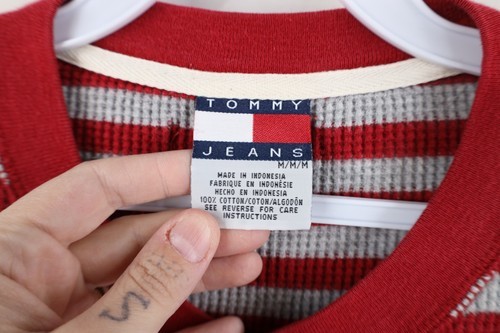 TOMMY
JEANS
M/M/M
MADE IN INDONESIA
FABRIQUE EN INDONÉSIE
HECHO EN INDONESIA
100% COTTON/COTON/ALGODÓN
SEE REVERSE FOR CARE
INSTRUCTIONS